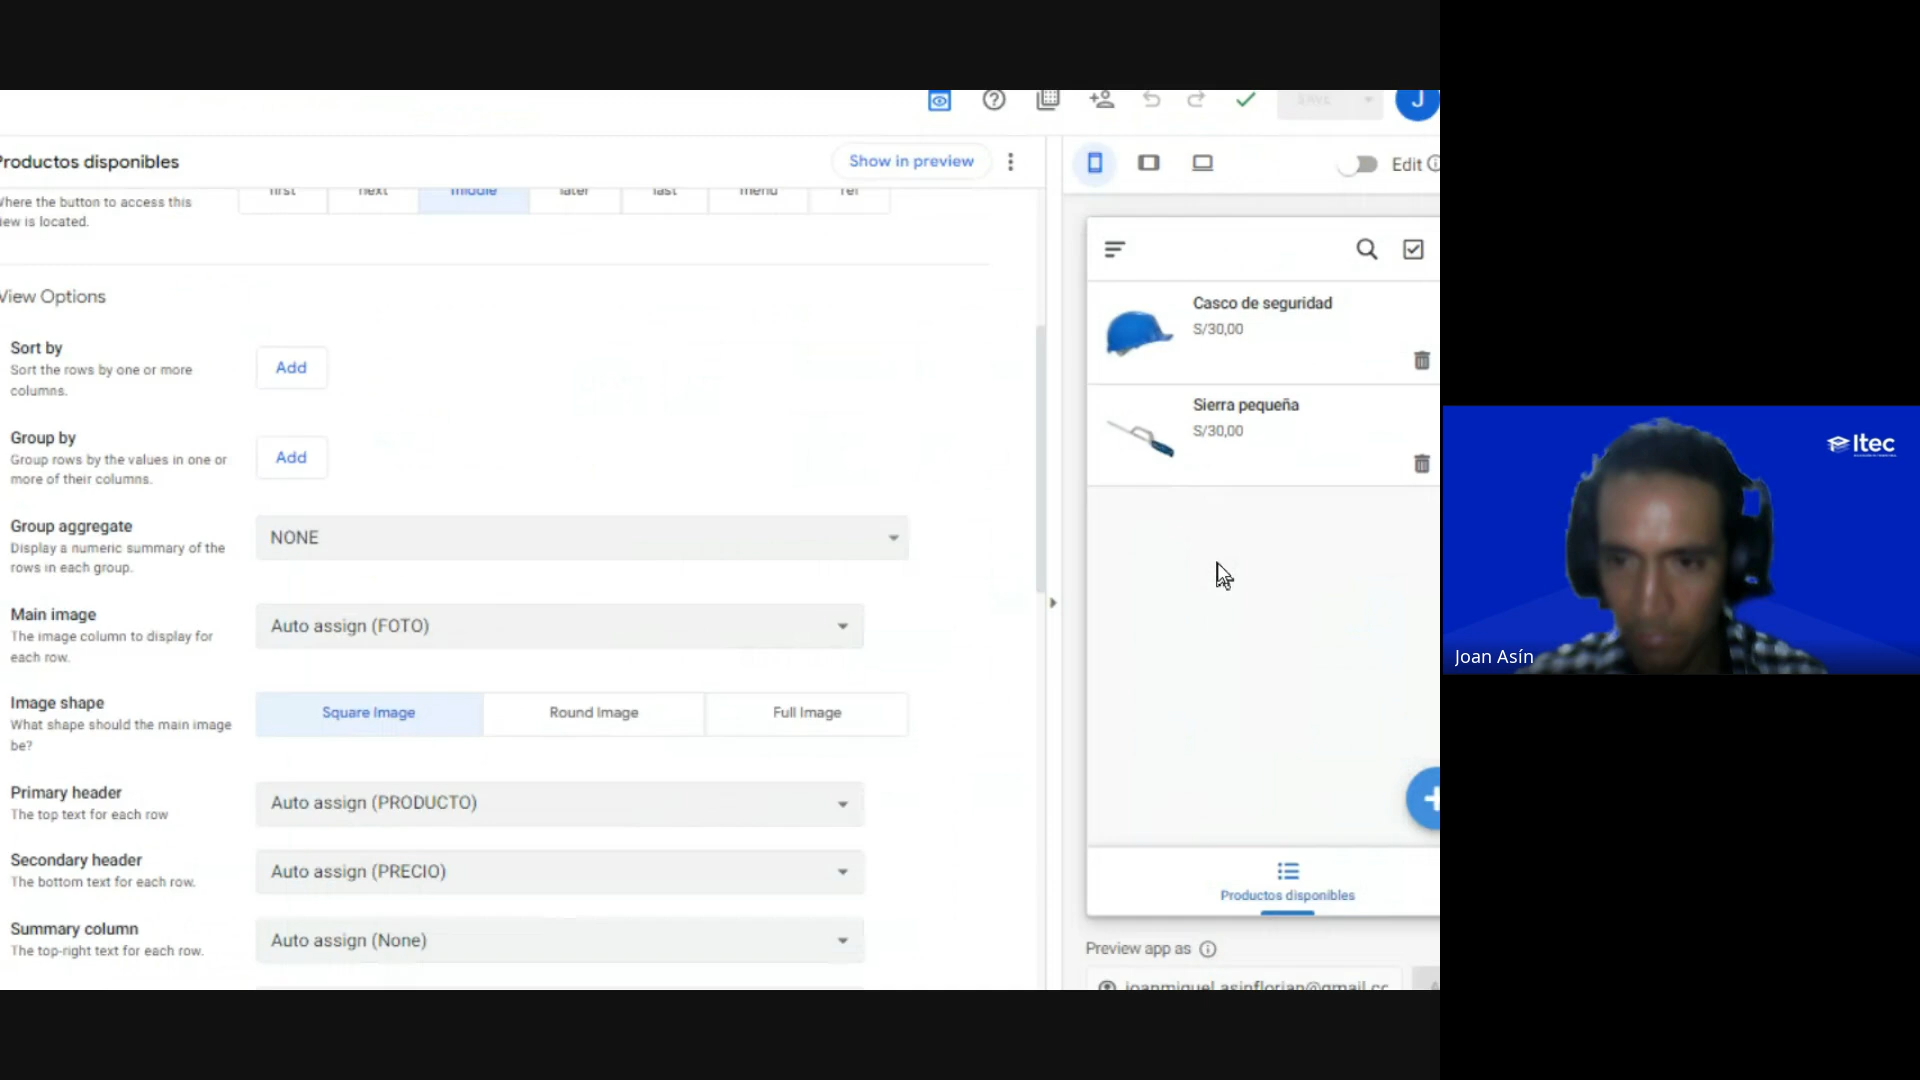 SAVE
J
Productos disponibles
Show in preview
Edit
Where the button to access this
view is located.
first next middle later last menu ref
View Options
Sort by
Sort the rows by one or more
columns.
Add
Group by
Group rows by the values in one or
more of their columns.
Add
Group aggregate
Display a numeric summary of the
rows in each group.
NONE
Main image
The image column to display for
each row.
Auto assign (FOTO)
Image shape
What shape should the main image
be?
Square Image Round Image Full Image
Primary header
The top text for each row
Auto assign (PRODUCTO)
Secondary header
The bottom text for each row.
Auto assign (PRECIO)
Summary column
The top-right text for each row.
Auto assign (None)
Casco de seguridad
S/30,00
Sierra pequeña
S/30,00
Productos disponibles
Preview app as
joanmiguel.asinflorian@gmail.cc
Itec
Joan Asín